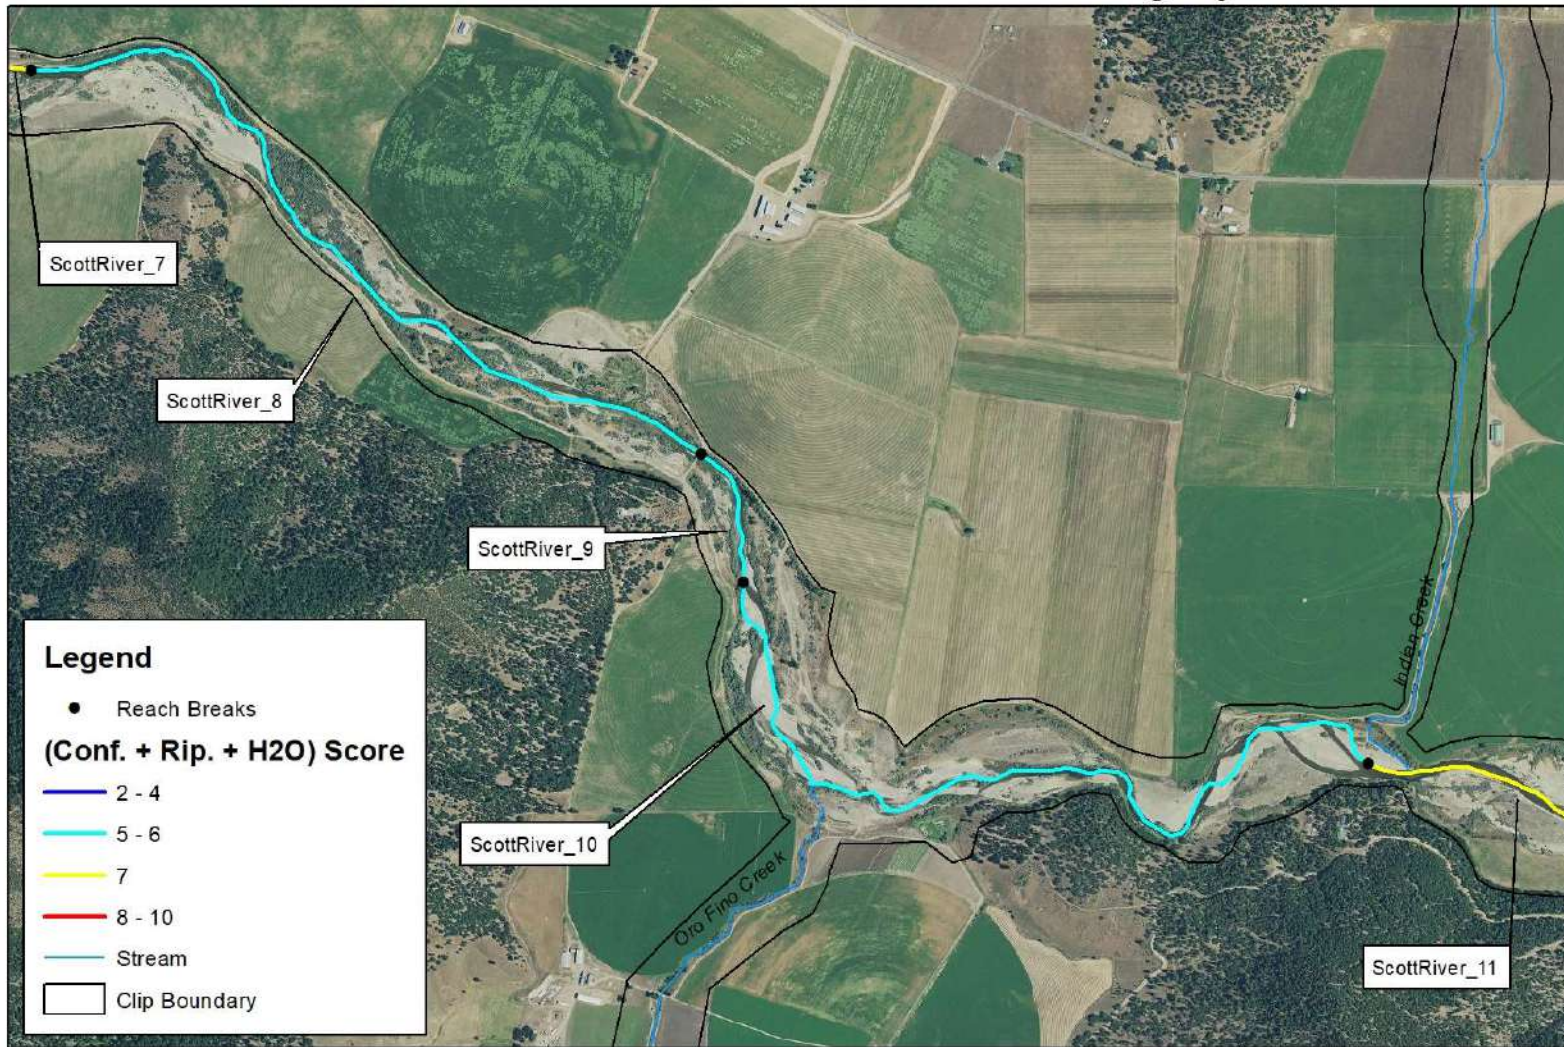 ScottRiver_7
ScottRiver_8
ScottRiver_9
ScottRiver_10
ScottRiver_11
Indian Creek
Oro Fino Creek
Legend
Reach Breaks
(Conf. + Rip. + H2O) Score
2 - 4
5 - 6
7
8 - 10
Stream
Clip Boundary